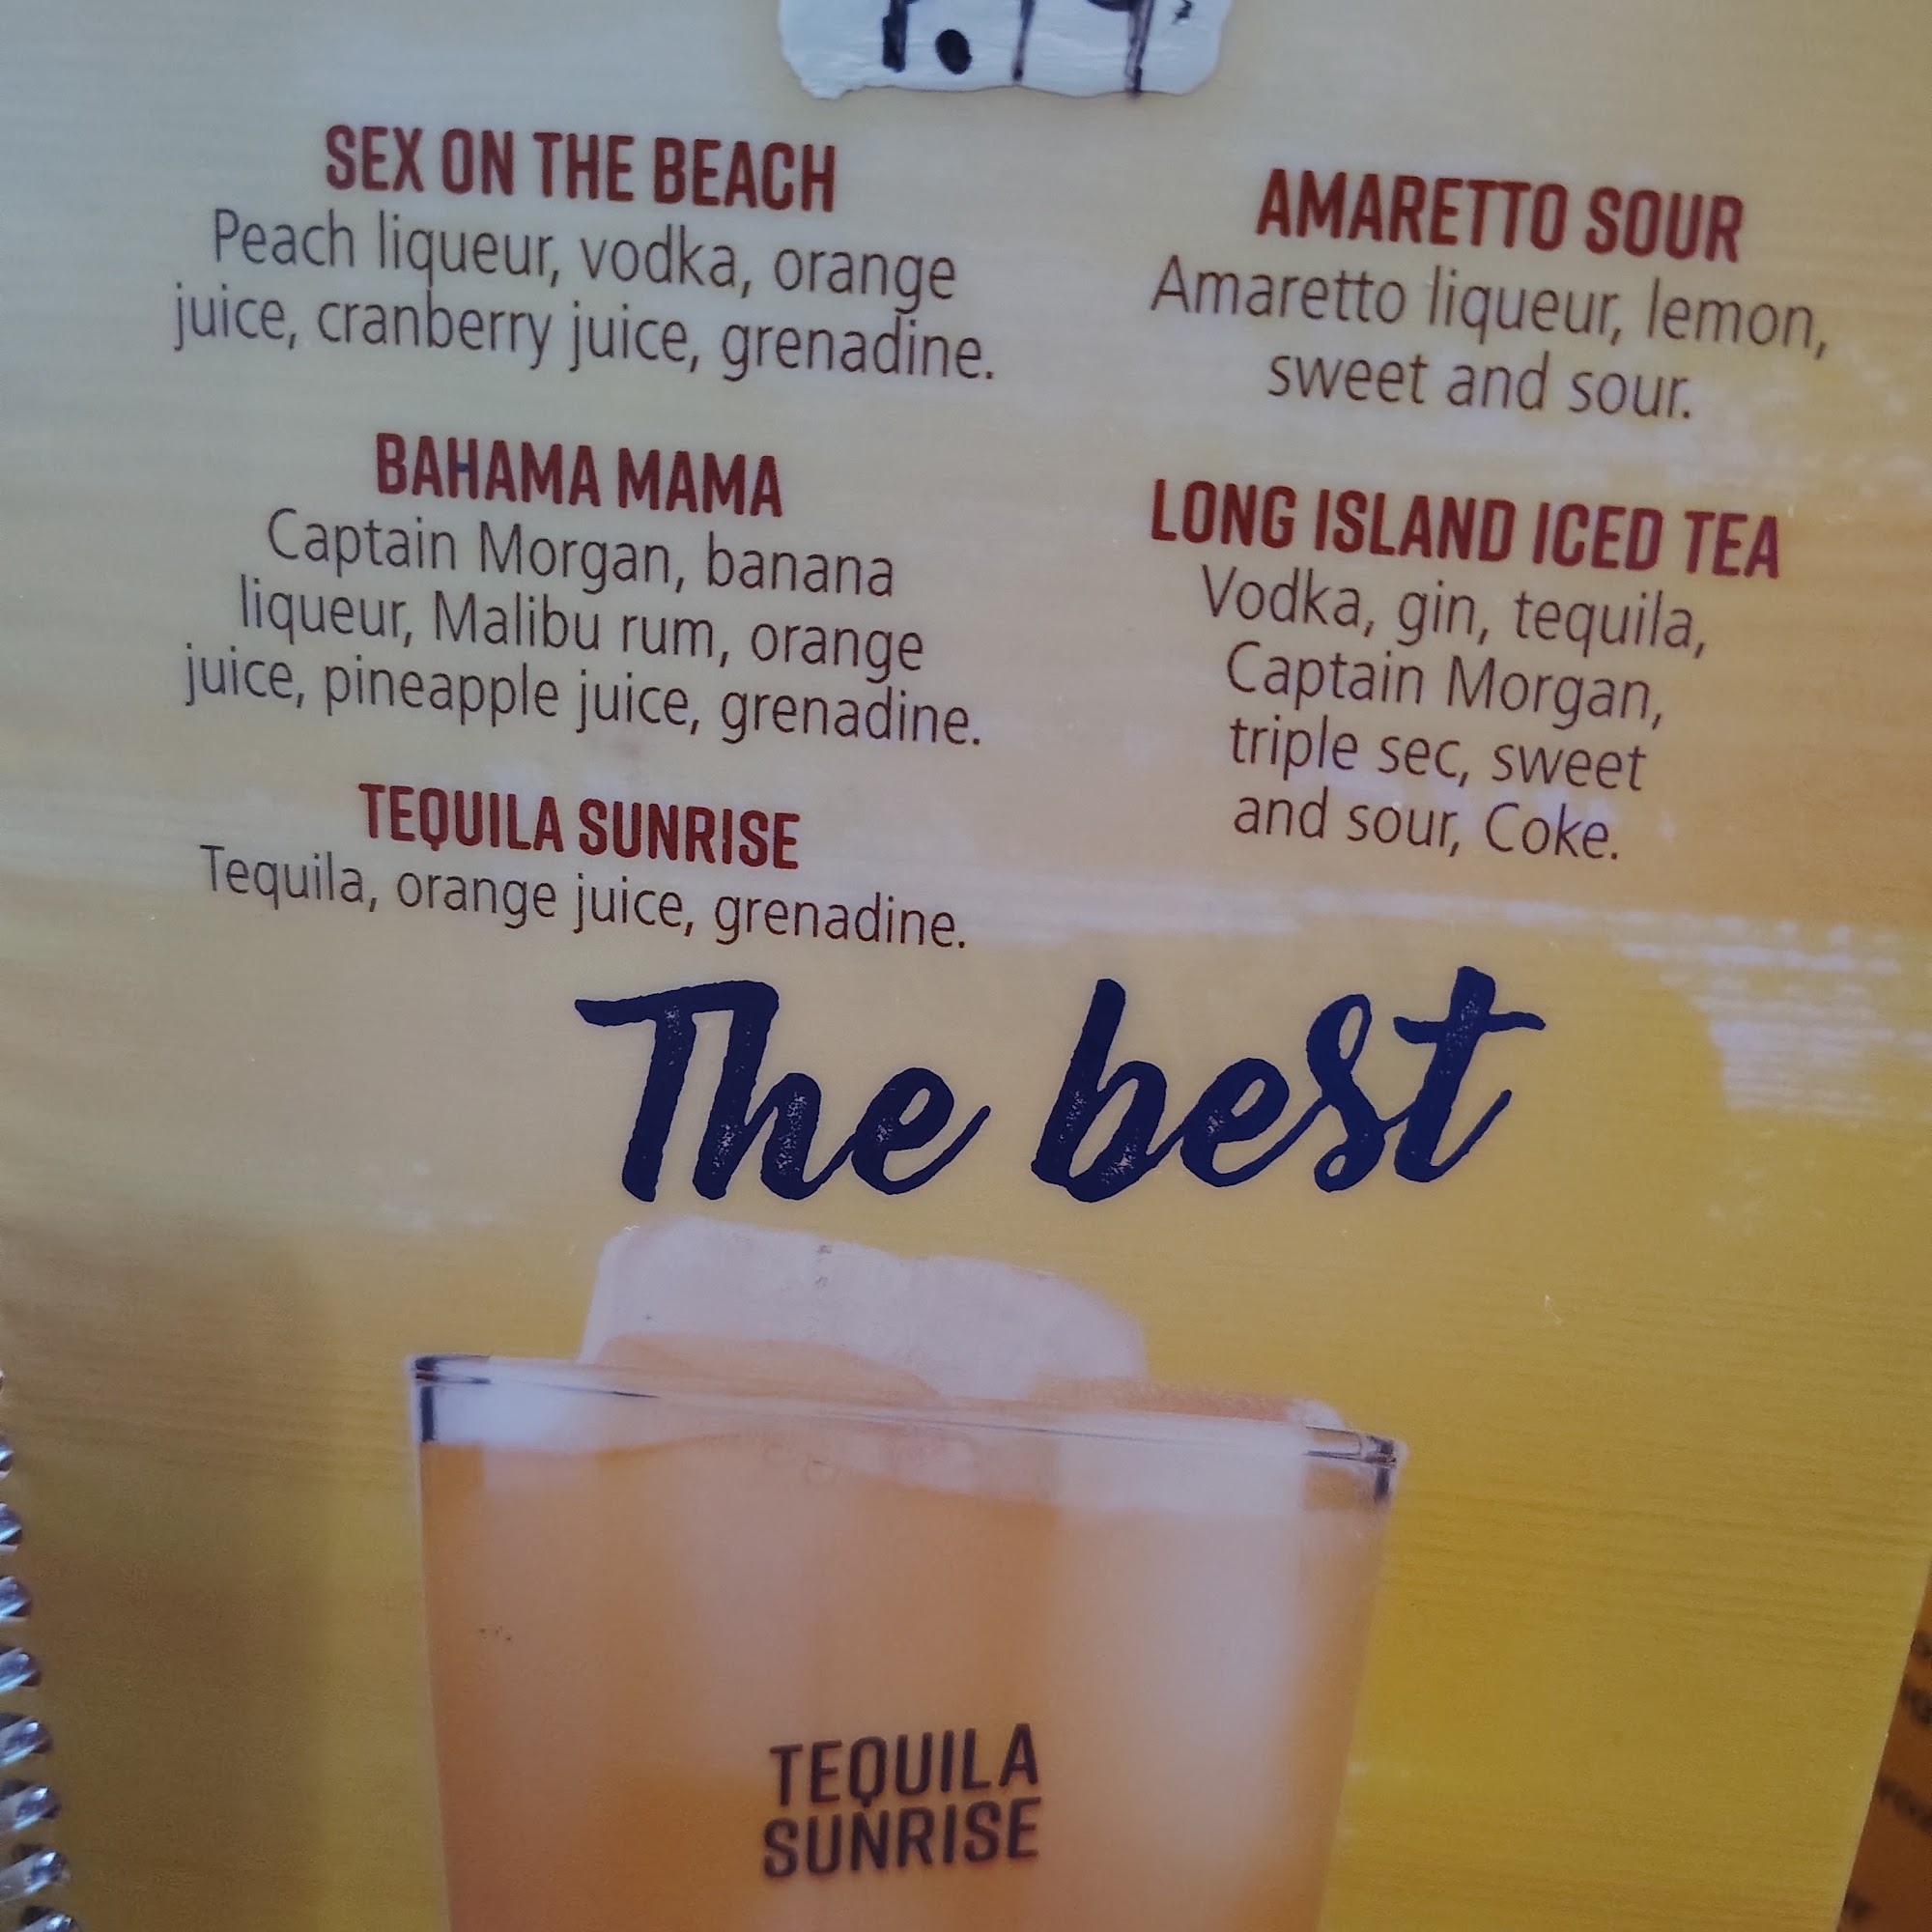 SEX ON THE BEACH
Peach liqueur, vodka, orange
juice, cranberry juice, grenadine.
BAHAMA MAMA
Captain Morgan, banana
liqueur, Malibu rum, orange
juice, pineapple juice, grenadine.
TEQUILA SUNRISE
Tequila, orange juice, grenadine.
AMARETTO SOUR
Amaretto liqueur, lemon,
sweet and sour.
LONG ISLAND ICED TEA
Vodka, gin, tequila,
Captain Morgan,
triple sec, sweet
and sour, Coke.
The best
TEQUILA
SUNRISE